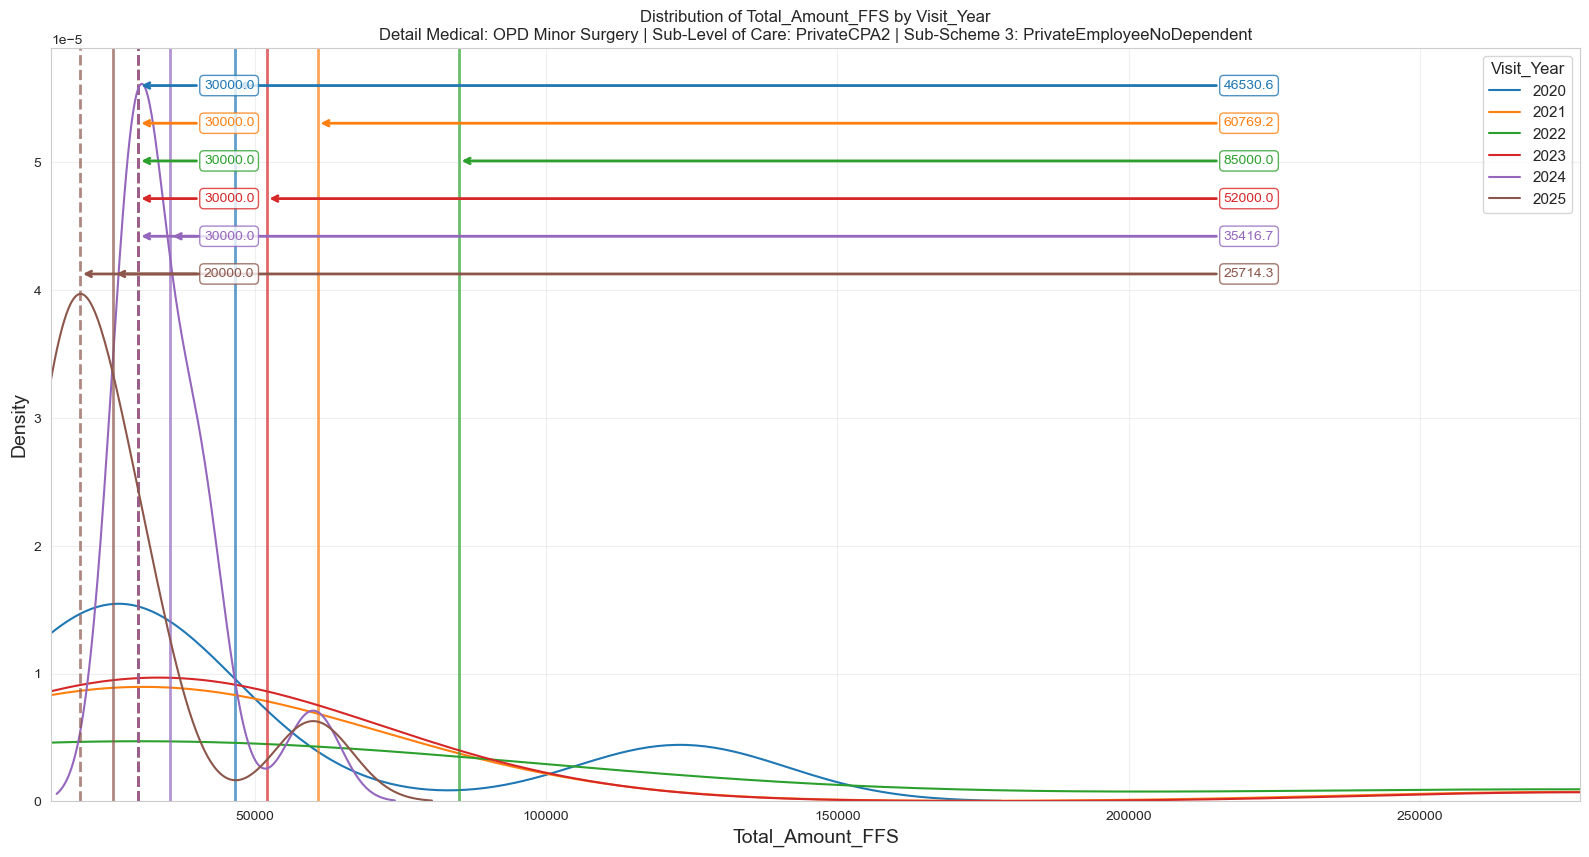 Distribution of Total_Amount_FFS by Visit_Year
Detail Medical: OPD Minor Surgery | Sub-Level of Care: PrivateCPA2 | Sub-Scheme 3: PrivateEmployeeNoDependent
1e−5
Visit_Year
2020
2021
2022
2023
2024
2025
30000.0 46530.6
30000.0 60769.2
30000.0 85000.0
30000.0 52000.0
30000.0 35416.7
20000.0 25714.3
5
4
3
2
1
0
Density
50000 100000 150000 200000 250000
Total_Amount_FFS